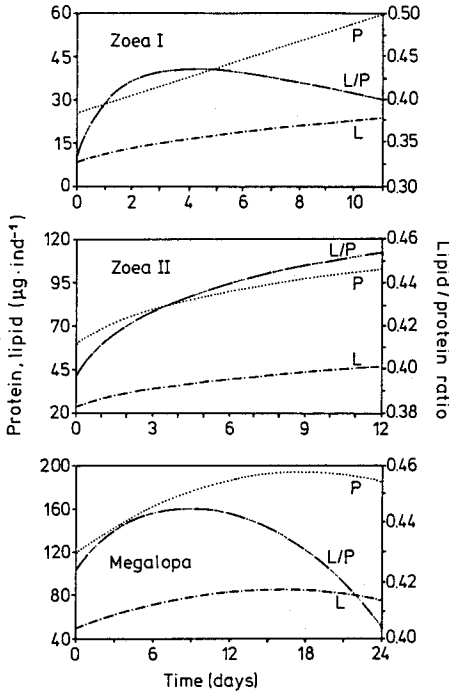 60
45
30
15
0
Zoea I
P
L/P
L
0.50
0.45
0.40
0.35
0.30
0 2 4 6 8 10
120
95
70
45
20
Zoea II
L/P
P
L
0.46
0.44
0.42
0.40
0.38
0 3 6 9 12
200
160
120
80
40
Megalopa
P
L/P
L
0.46
0.44
0.42
0.40
0 6 12 18 24
Time (days)
Protein, lipid (µg·ind⁻¹)
Lipid / protein ratio